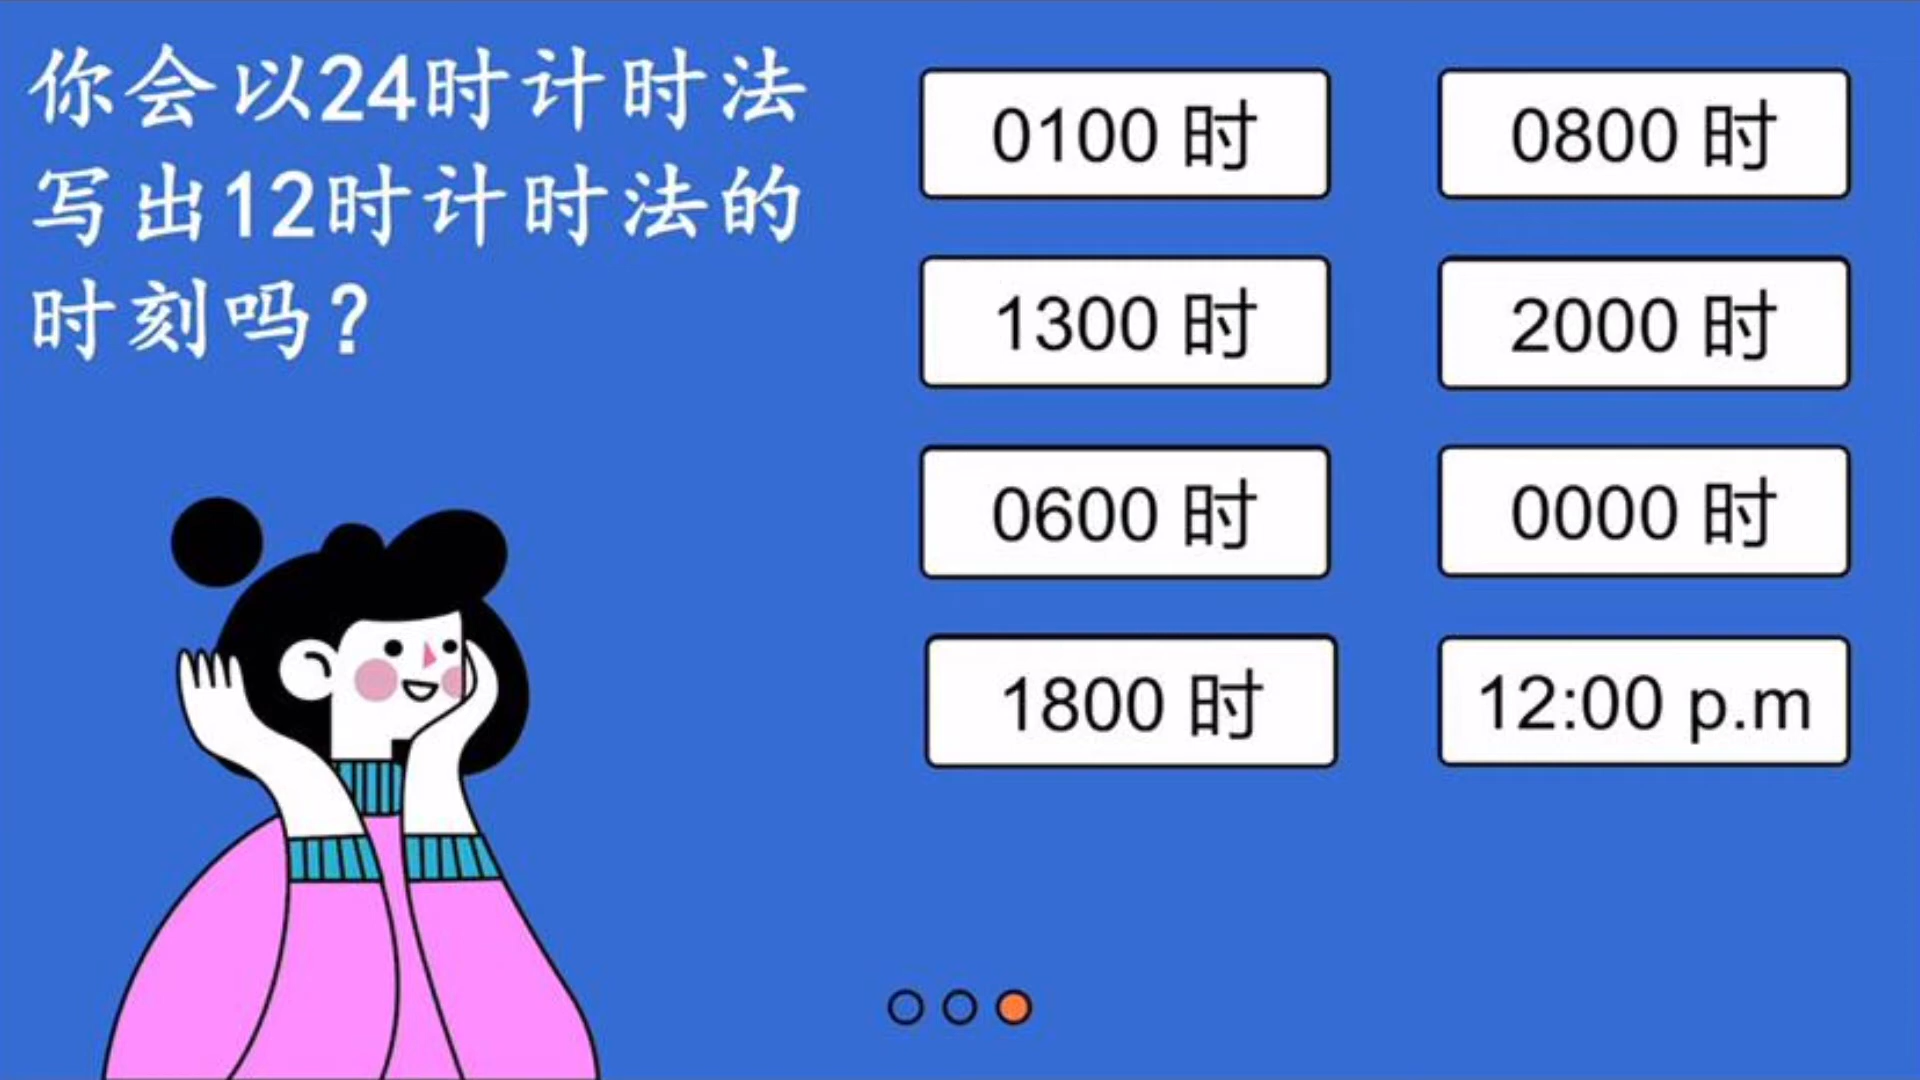 你会以24时计时法
写出12时计时法的
时刻吗？
0100 时
0800 时
1300 时
2000 时
0600 时
0000 时
1800 时
12:00 p.m